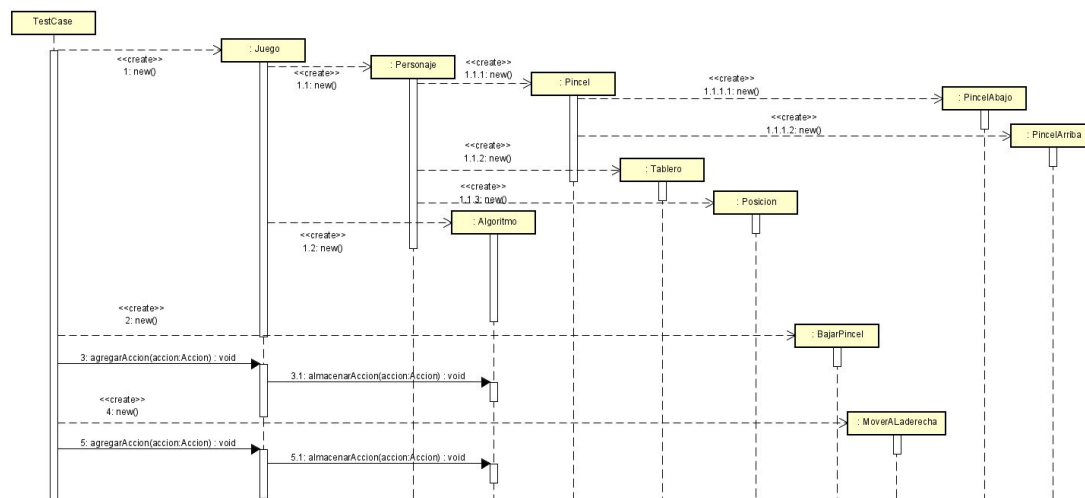 TestCase
: Juego
<<create>>
1: new()
: Personaje
<<create>>
1.1: new()
<<create>>
1.1.1: new()
: Pincel
<<create>>
1.1.1.1: new()
: PincelAbajo
<<create>>
1.1.1.2: new()
: PincelArriba
<<create>>
1.1.2: new()
: Tablero
<<create>>
1.1.3: new()
: Posicion
: Algoritmo
<<create>>
1.2: new()
<<create>>
2: new()
: BajarPincel
3: agregarAccion(accion:Accion) : void
3.1: almacenarAccion(accion:Accion) : void
<<create>>
4: new()
: MoverALaderecha
5: agregarAccion(accion:Accion) : void
5.1: almacenarAccion(accion:Accion) : void